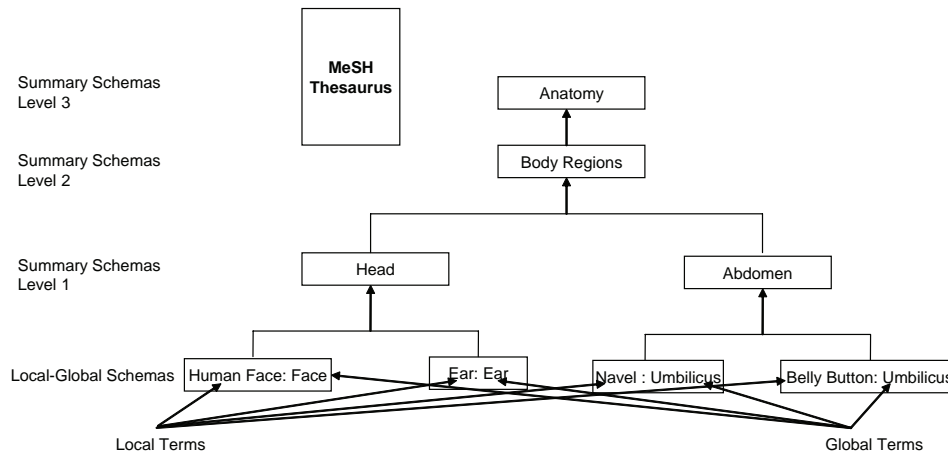 MeSH
Thesaurus
Summary Schemas
Level 3
Anatomy
Summary Schemas
Level 2
Body Regions
Summary Schemas
Level 1
Head
Abdomen
Local-Global Schemas
Human Face: Face
Ear: Ear
Navel : Umbilicus
Belly Button: Umbilicus
Local Terms
Global Terms